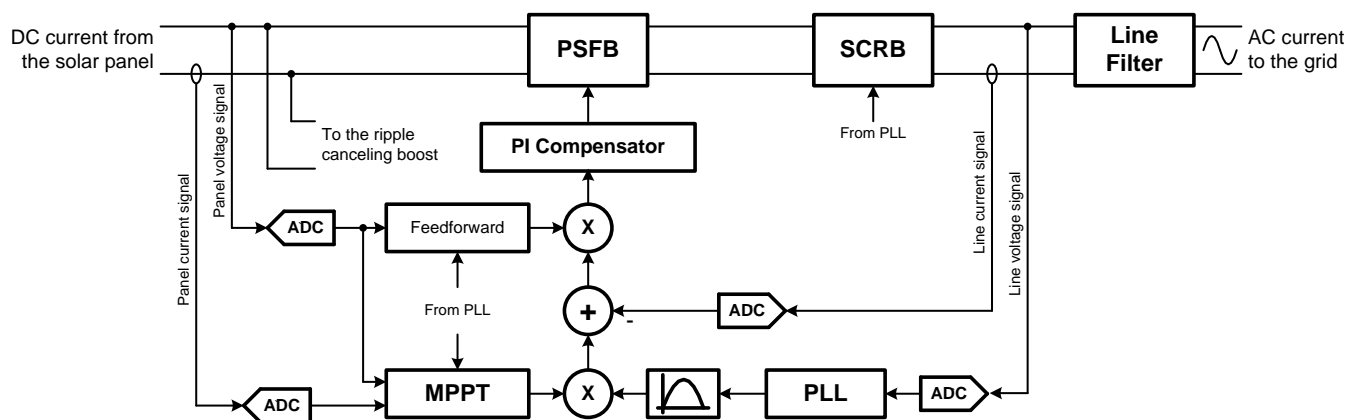 DC current from
the solar panel
PSFB
SCRB
Line
Filter
AC current
to the grid
Panel voltage signal
Panel current signal
To the ripple
canceling boost
PI Compensator
From PLL
Line current signal
Line voltage signal
ADC
Feedforward
X
From PLL
+
-
ADC
ADC
MPPT
X
PLL
ADC